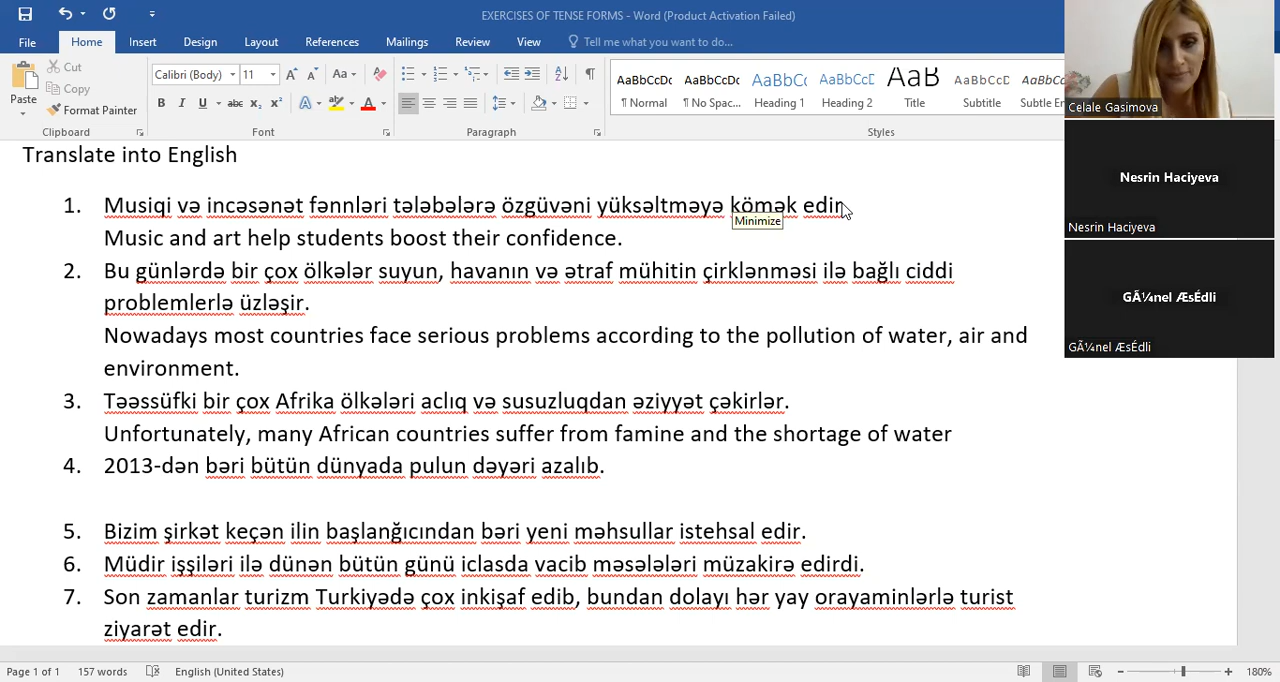 EXERCISES OF TENSE FORMS - Word (Product Activation Failed)
File Home Insert Design Layout References Mailings Review View Tell me what you want to do...
Cut
Copy
Paste
Format Painter
Clipboard
Calibri (Body) 11
Font
Paragraph
AaBbCcDc AaBbCcDc AaBbC( AaBbCcE AaB AaBbCcD
¶ Normal ¶ No Spac... Heading 1 Heading 2 Title Subtitle Subtle Em
Styles
Celale Gasimova
Nesrin Haciyeva
Nesrin Haciyeva
GÃ¼nel ÆsÉdli
GÃ¼nel ÆsÉdli
Translate into English
1. Musiqi və incəsənət fənnləri tələbələrə özgüvəni yüksəltməyə kömək edir
Minimize
Music and art help students boost their confidence.
2. Bu günlərdə bir çox ölkələr suyun, havanın və ətraf mühitin çirklənməsi ilə bağlı ciddi
problemlerlə üzləşir.
Nowadays most countries face serious problems according to the pollution of water, air and
environment.
3. Təəssüfki bir çox Afrika ölkələri aclıq və susuzluqdan əziyyət çəkirlər.
Unfortunately, many African countries suffer from famine and the shortage of water
4. 2013-dən bəri bütün dünyada pulun dəyəri azalıb.
5. Bizim şirkət keçən ilin başlanğıcından bəri yeni məhsullar istehsal edir.
6. Müdir işşiləri ilə dünən bütün günü iclasda vacib məsələləri müzakirə edirdi.
7. Son zamanlar turizm Turkiyədə çox inkişaf edib, bundan dolayı hər yay orayaminlərlə turist
ziyarət edir.
Page 1 of 1 157 words English (United States) 180%